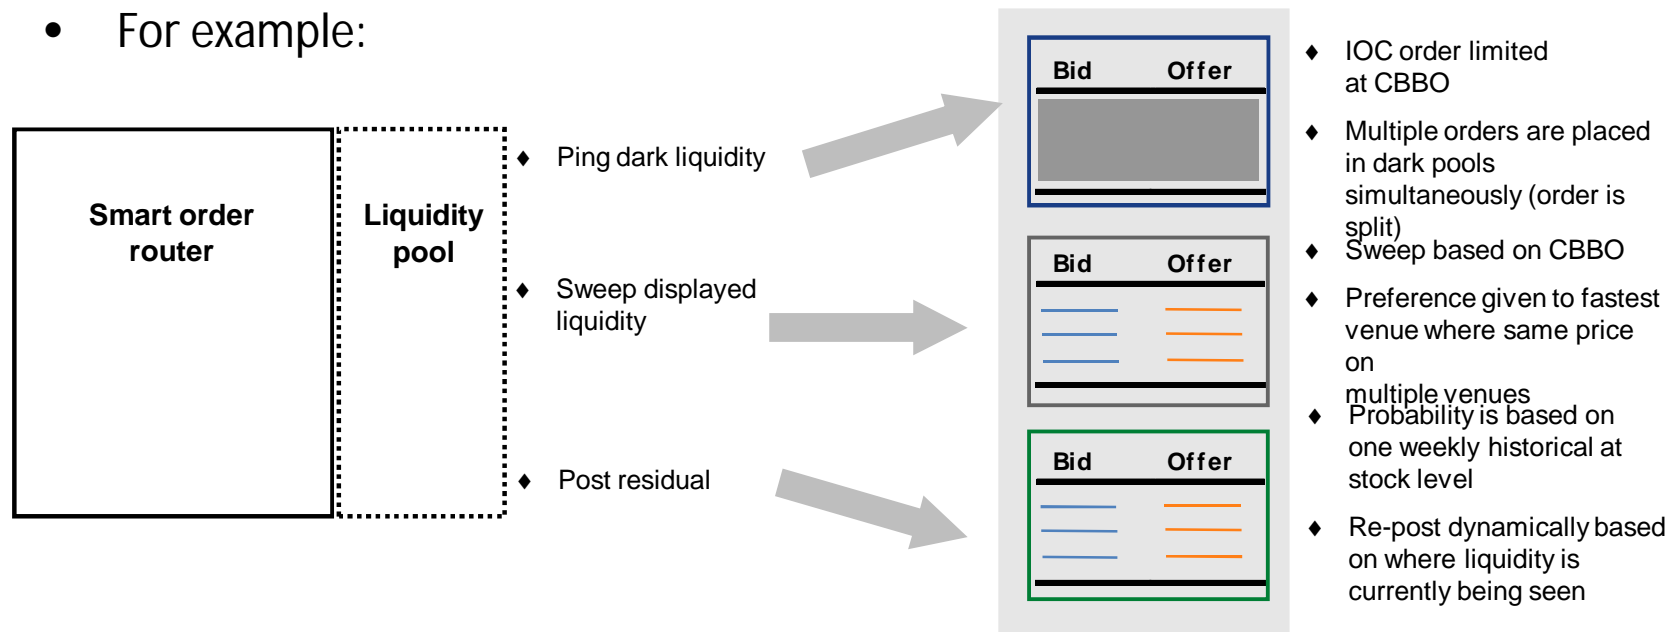 • For example:
Smart order
router
Liquidity
pool
♦ Ping dark liquidity
♦ Sweep displayed
liquidity
♦ Post residual
Bid Offer
Bid Offer
Bid Offer
♦ IOC order limited
at CBBO
♦ Multiple orders are placed
in dark pools
simultaneously (order is
split)
♦ Sweep based on CBBO
♦ Preference given to fastest
venue where same price
on
multiple venues
♦ Probability is based on
one weekly historical at
stock level
♦ Re-post dynamically based
on where liquidity is
currently being seen